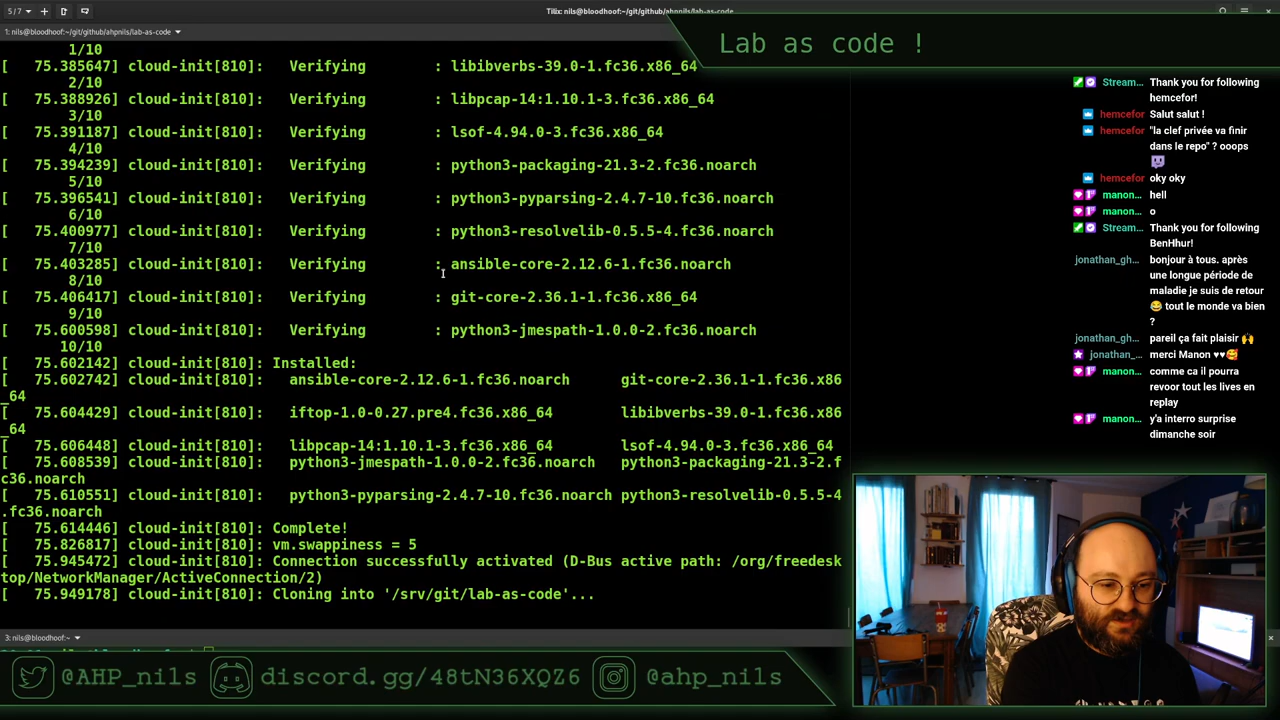 5/7
Tilix: nils@bloodhoof:~/git/github/ahpnils/lab-as-code
1: nils@bloodhoof:~/git/github/ahpnils/lab-as-code
Lab as code !
1/10
[   75.385647] cloud-init[810]:   Verifying        : libibverbs-39.0-1.fc36.x86_64
2/10
[   75.388926] cloud-init[810]:   Verifying        : libpcap-14:1.10.1-3.fc36.x86_64
3/10
[   75.391187] cloud-init[810]:   Verifying        : lsof-4.94.0-3.fc36.x86_64
4/10
[   75.394239] cloud-init[810]:   Verifying        : python3-packaging-21.3-2.fc36.noarch
5/10
[   75.396541] cloud-init[810]:   Verifying        : python3-pyparsing-2.4.7-10.fc36.noarch
6/10
[   75.400977] cloud-init[810]:   Verifying        : python3-resolvelib-0.5.5-4.fc36.noarch
7/10
[   75.403285] cloud-init[810]:   Verifying        : ansible-core-2.12.6-1.fc36.noarch
8/10
[   75.406417] cloud-init[810]:   Verifying        : git-core-2.36.1-1.fc36.x86_64
9/10
[   75.600598] cloud-init[810]:   Verifying        : python3-jmespath-1.0.0-2.fc36.noarch
10/10
[   75.602142] cloud-init[810]: Installed:
[   75.602742] cloud-init[810]:   ansible-core-2.12.6-1.fc36.noarch      git-core-2.36.1-1.fc36.x86
_64
[   75.604429] cloud-init[810]:   iftop-1.0-0.27.pre4.fc36.x86_64        libibverbs-39.0-1.fc36.x86
_64
[   75.606448] cloud-init[810]:   libpcap-14:1.10.1-3.fc36.x86_64        lsof-4.94.0-3.fc36.x86_64
[   75.608539] cloud-init[810]:   python3-jmespath-1.0.0-2.fc36.noarch   python3-packaging-21.3-2.f
c36.noarch
[   75.610551] cloud-init[810]:   python3-pyparsing-2.4.7-10.fc36.noarch python3-resolvelib-0.5.5-4
.fc36.noarch
[   75.614446] cloud-init[810]: Complete!
[   75.826817] cloud-init[810]: vm.swappiness = 5
[   75.945472] cloud-init[810]: Connection successfully activated (D-Bus active path: /org/freedesk
top/NetworkManager/ActiveConnection/2)
[   75.949178] cloud-init[810]: Cloning into '/srv/git/lab-as-code'...
3: nils@bloodhoof:~
Stream... Thank you for following
hemcefor!
hemcefor Salut salut !
hemcefor "la clef privée va finir
dans le repo" ? ooops
hemcefor oky oky
manon... hell
manon... o
Stream... Thank you for following
BenHhur!
jonathan_gh... bonjour à tous. après
une longue période de
maladie je suis de retour
😂 tout le monde va bien
?
jonathan_gh... pareil ça fait plaisir 🙌
jonathan_... merci Manon ♥♥🥰
manon... comme ca il pourra
revoor tout les lives en
replay
manon... y'a interro surprise
dimanche soir
@AHP_nils
discord.gg/48tN36XQZ6
@ahp_nils